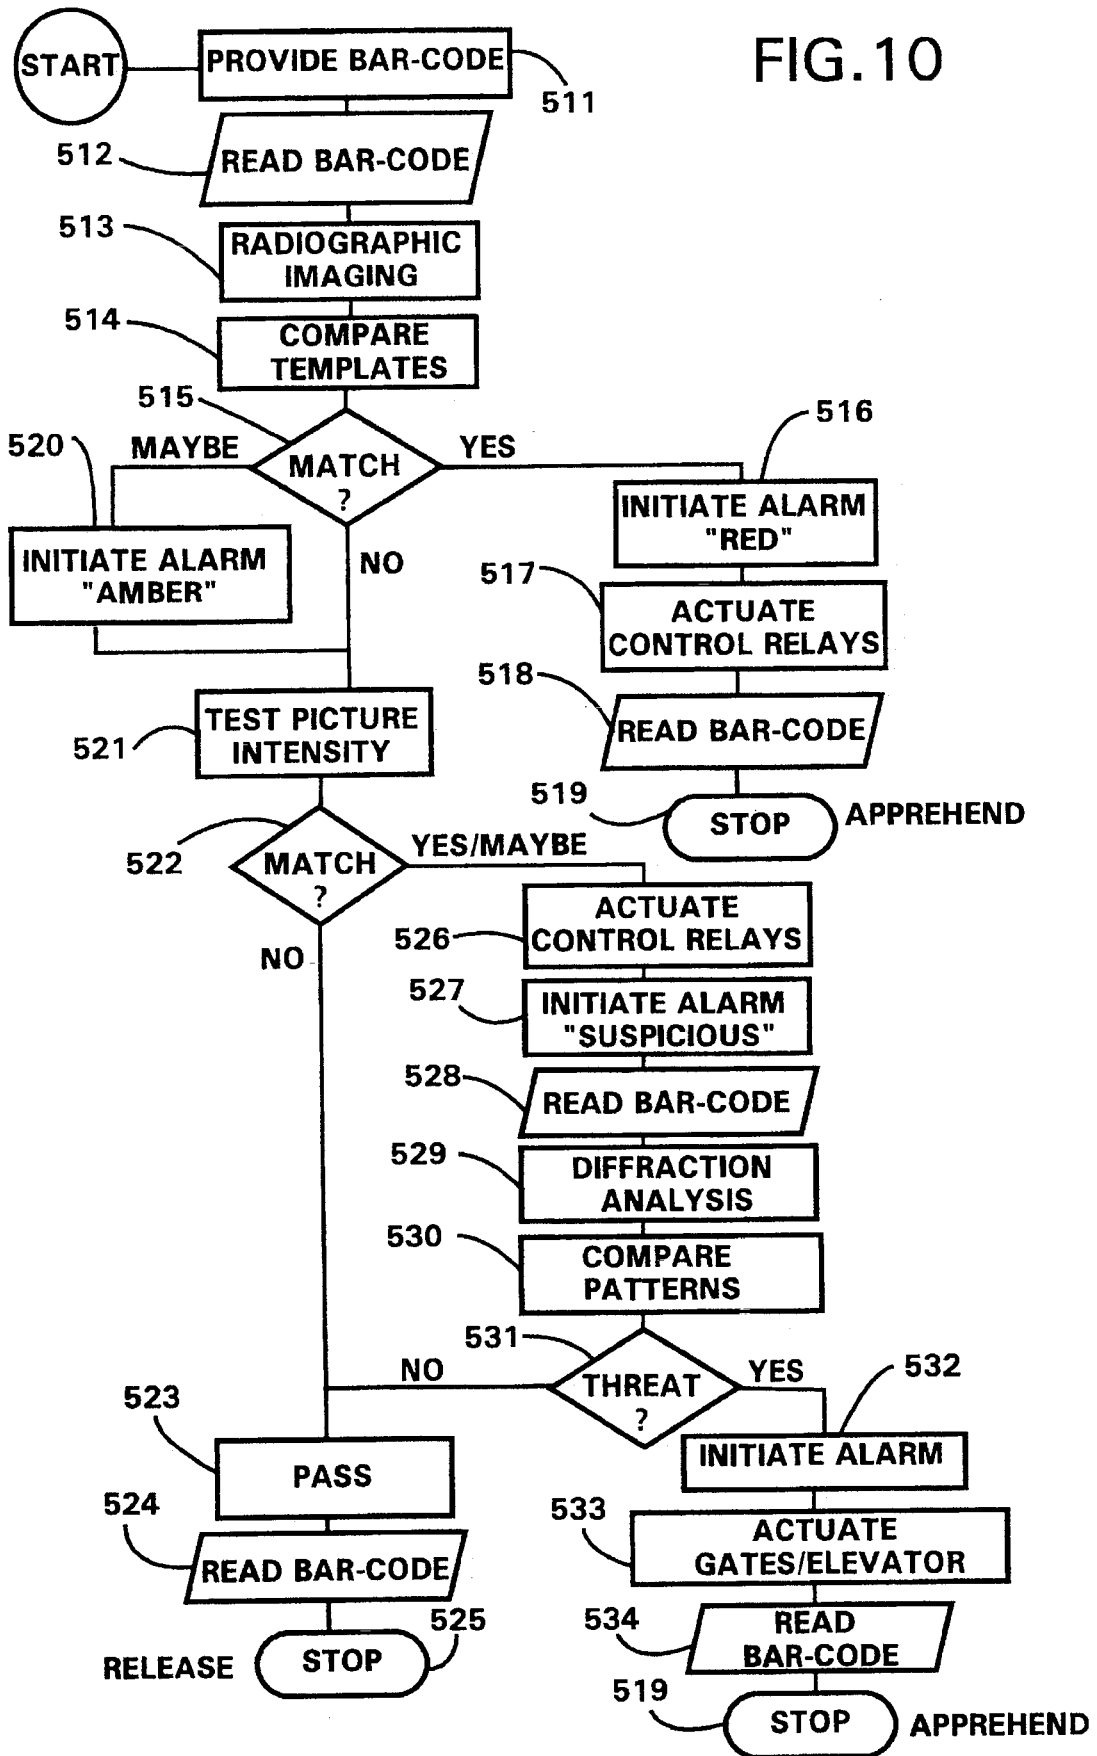 FIG.10
START
PROVIDE BAR-CODE
511
512
READ BAR-CODE
513
RADIOGRAPHIC
IMAGING
514
COMPARE
TEMPLATES
515
MATCH
?
MAYBE
YES
NO
520
INITIATE ALARM
"AMBER"
516
INITIATE ALARM
"RED"
517
ACTUATE
CONTROL RELAYS
518
READ BAR-CODE
519
STOP
APPREHEND
521
TEST PICTURE
INTENSITY
522
MATCH
?
YES/MAYBE
NO
526
ACTUATE
CONTROL RELAYS
527
INITIATE ALARM
"SUSPICIOUS"
528
READ BAR-CODE
529
DIFFRACTION
ANALYSIS
530
COMPARE
PATTERNS
531
THREAT
?
NO
YES
523
PASS
524
READ BAR-CODE
525
RELEASE
STOP
532
INITIATE ALARM
533
ACTUATE
GATES/ELEVATOR
534
READ
BAR-CODE
519
STOP
APPREHEND